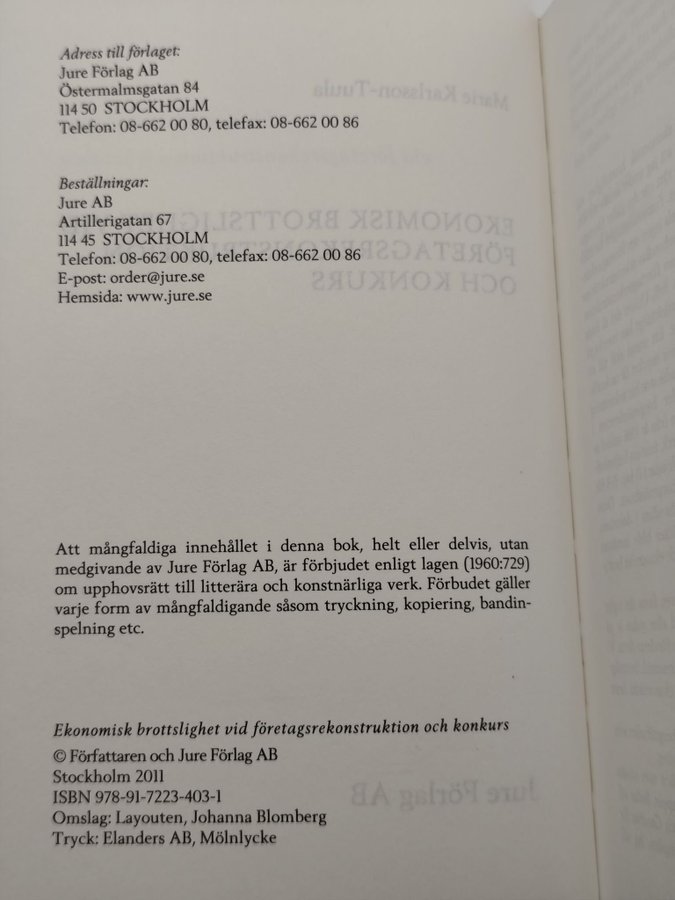 Adress till förlaget:
Jure Förlag AB
Östermalmsgatan 84
114 50 STOCKHOLM
Telefon: 08-662 00 80, telefax: 08-662 00 86
Beställningar:
Jure AB
Artillerigatan 67
114 45 STOCKHOLM
Telefon: 08-662 00 80, telefax: 08-662 00 86
E-post: order@jure.se
Hemsida: www.jure.se
Att mångfaldiga innehållet i denna bok, helt eller delvis, utan
medgivande av Jure Förlag AB, är förbjudet enligt lagen (1960:729)
om upphovsrätt till litterära och konstnärliga verk. Förbudet gäller
varje form av mångfaldigande såsom tryckning, kopiering, bandin-
spelning etc.
Ekonomisk brottslighet vid företagsrekonstruktion och konkurs
© Författaren och Jure Förlag AB
Stockholm 2011
ISBN 978-91-7223-403-1
Omslag: Layouten, Johanna Blomberg
Tryck: Elanders AB, Mölnlycke